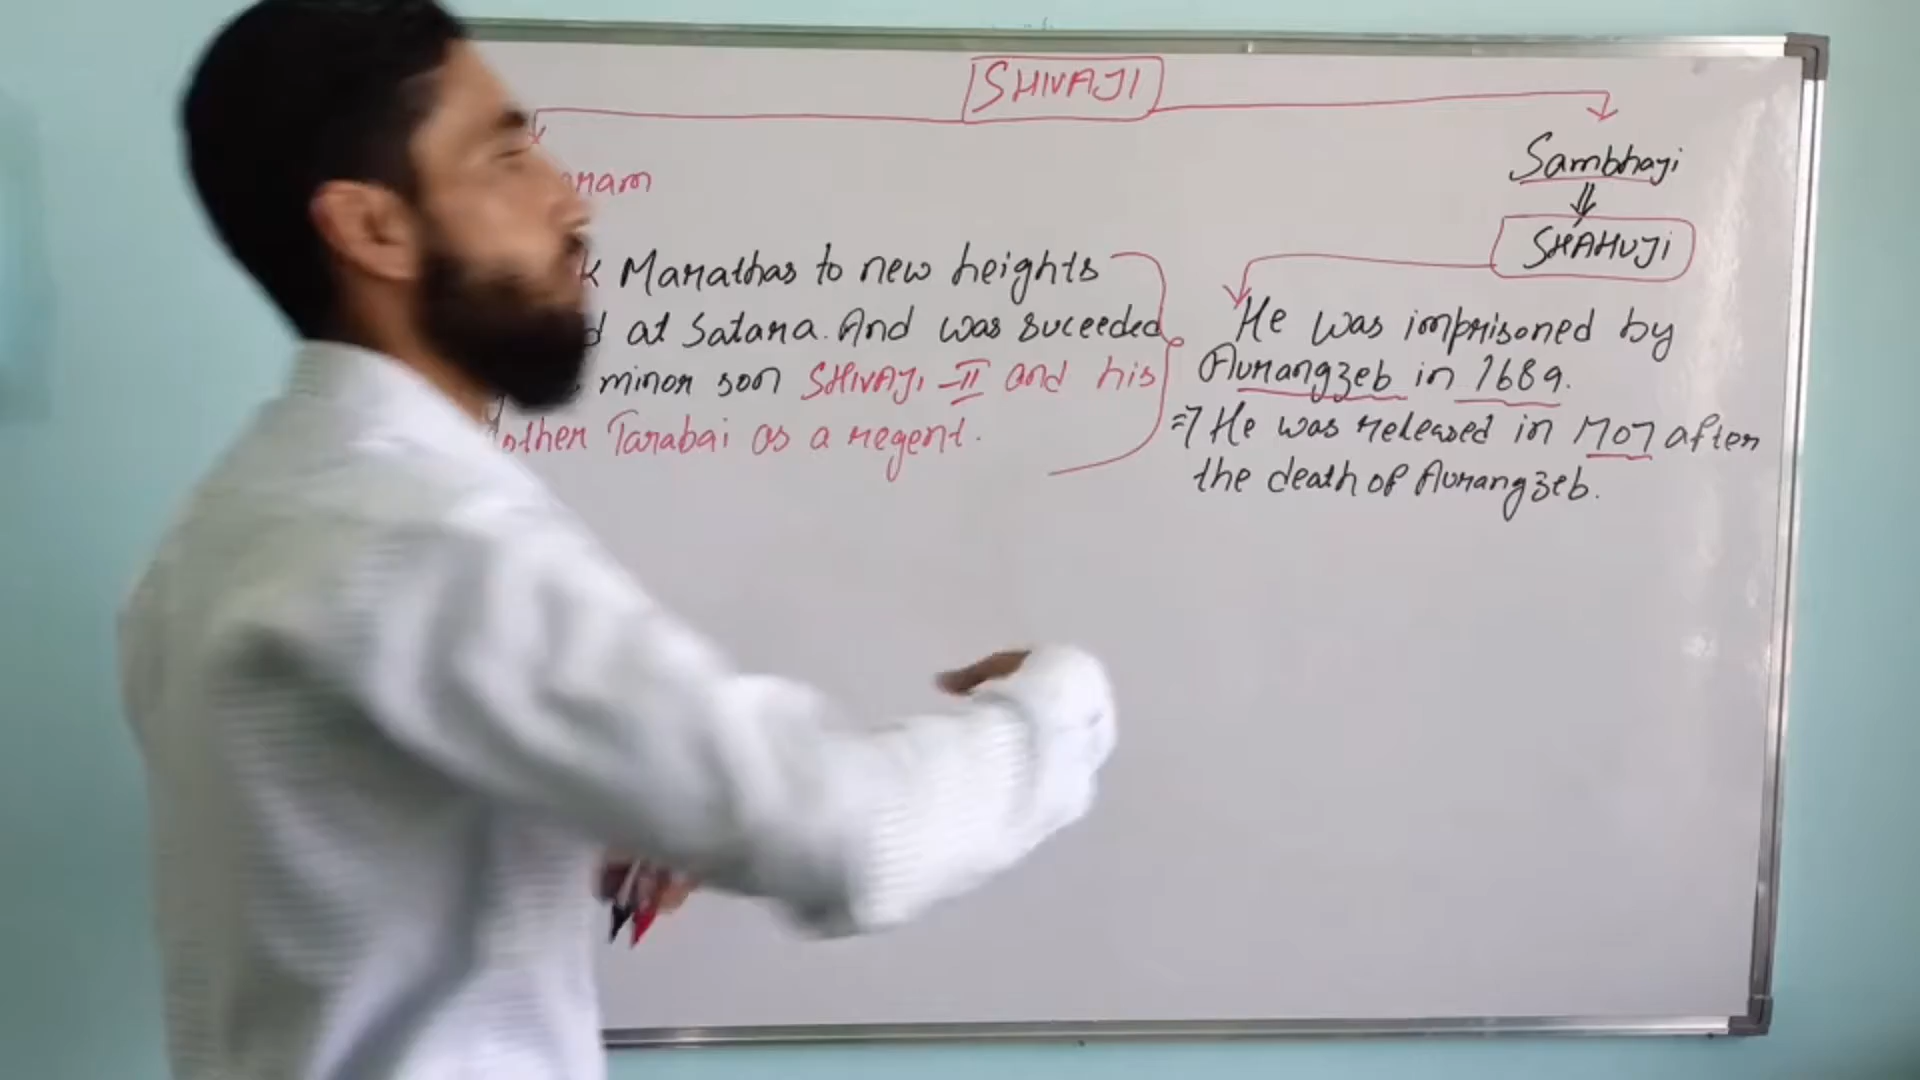 SHIVAJI
Sambhaji
SHAHUJI
Marathas to new heights
at Satara. And was suceeded
minor son SHIVAJI II and his
Tarabai as a regent.
He was imprisoned by
Aurangzeb in 1689.
=> He was released in 1707 after
the death of Aurangzeb.